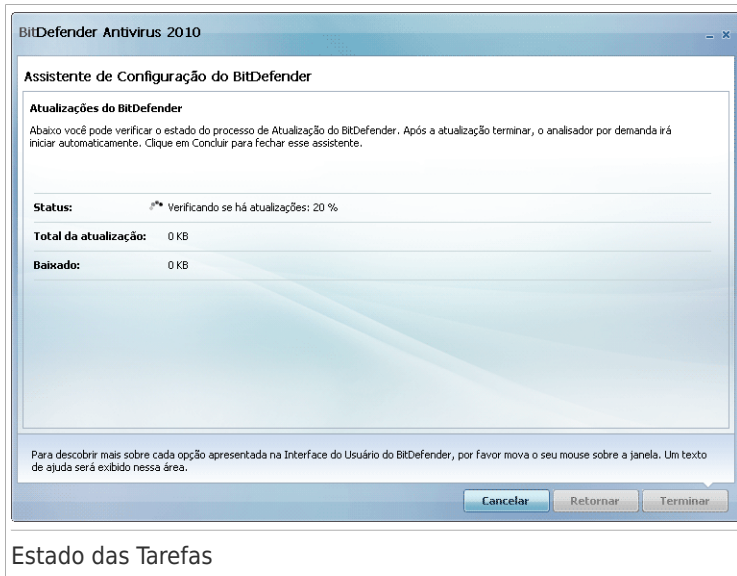 BitDefender Antivirus 2010
Assistente de Configuração do BitDefender
Atualizações do BitDefender
Abaixo você pode verificar o estado do processo de Atualização do BitDefender. Após a atualização terminar, o analisador por demanda irá
iniciar automaticamente. Clique em Concluir para fechar esse assistente.
Status: Verificando se há atualizações: 20 %
Total da atualização: 0 KB
Baixado: 0 KB
Para descobrir mais sobre cada opção apresentada na Interface do Usuário do BitDefender, por favor mova o seu mouse sobre a janela. Um texto
de ajuda será exibido nessa área.
Cancelar Retornar Terminar
Estado das Tarefas